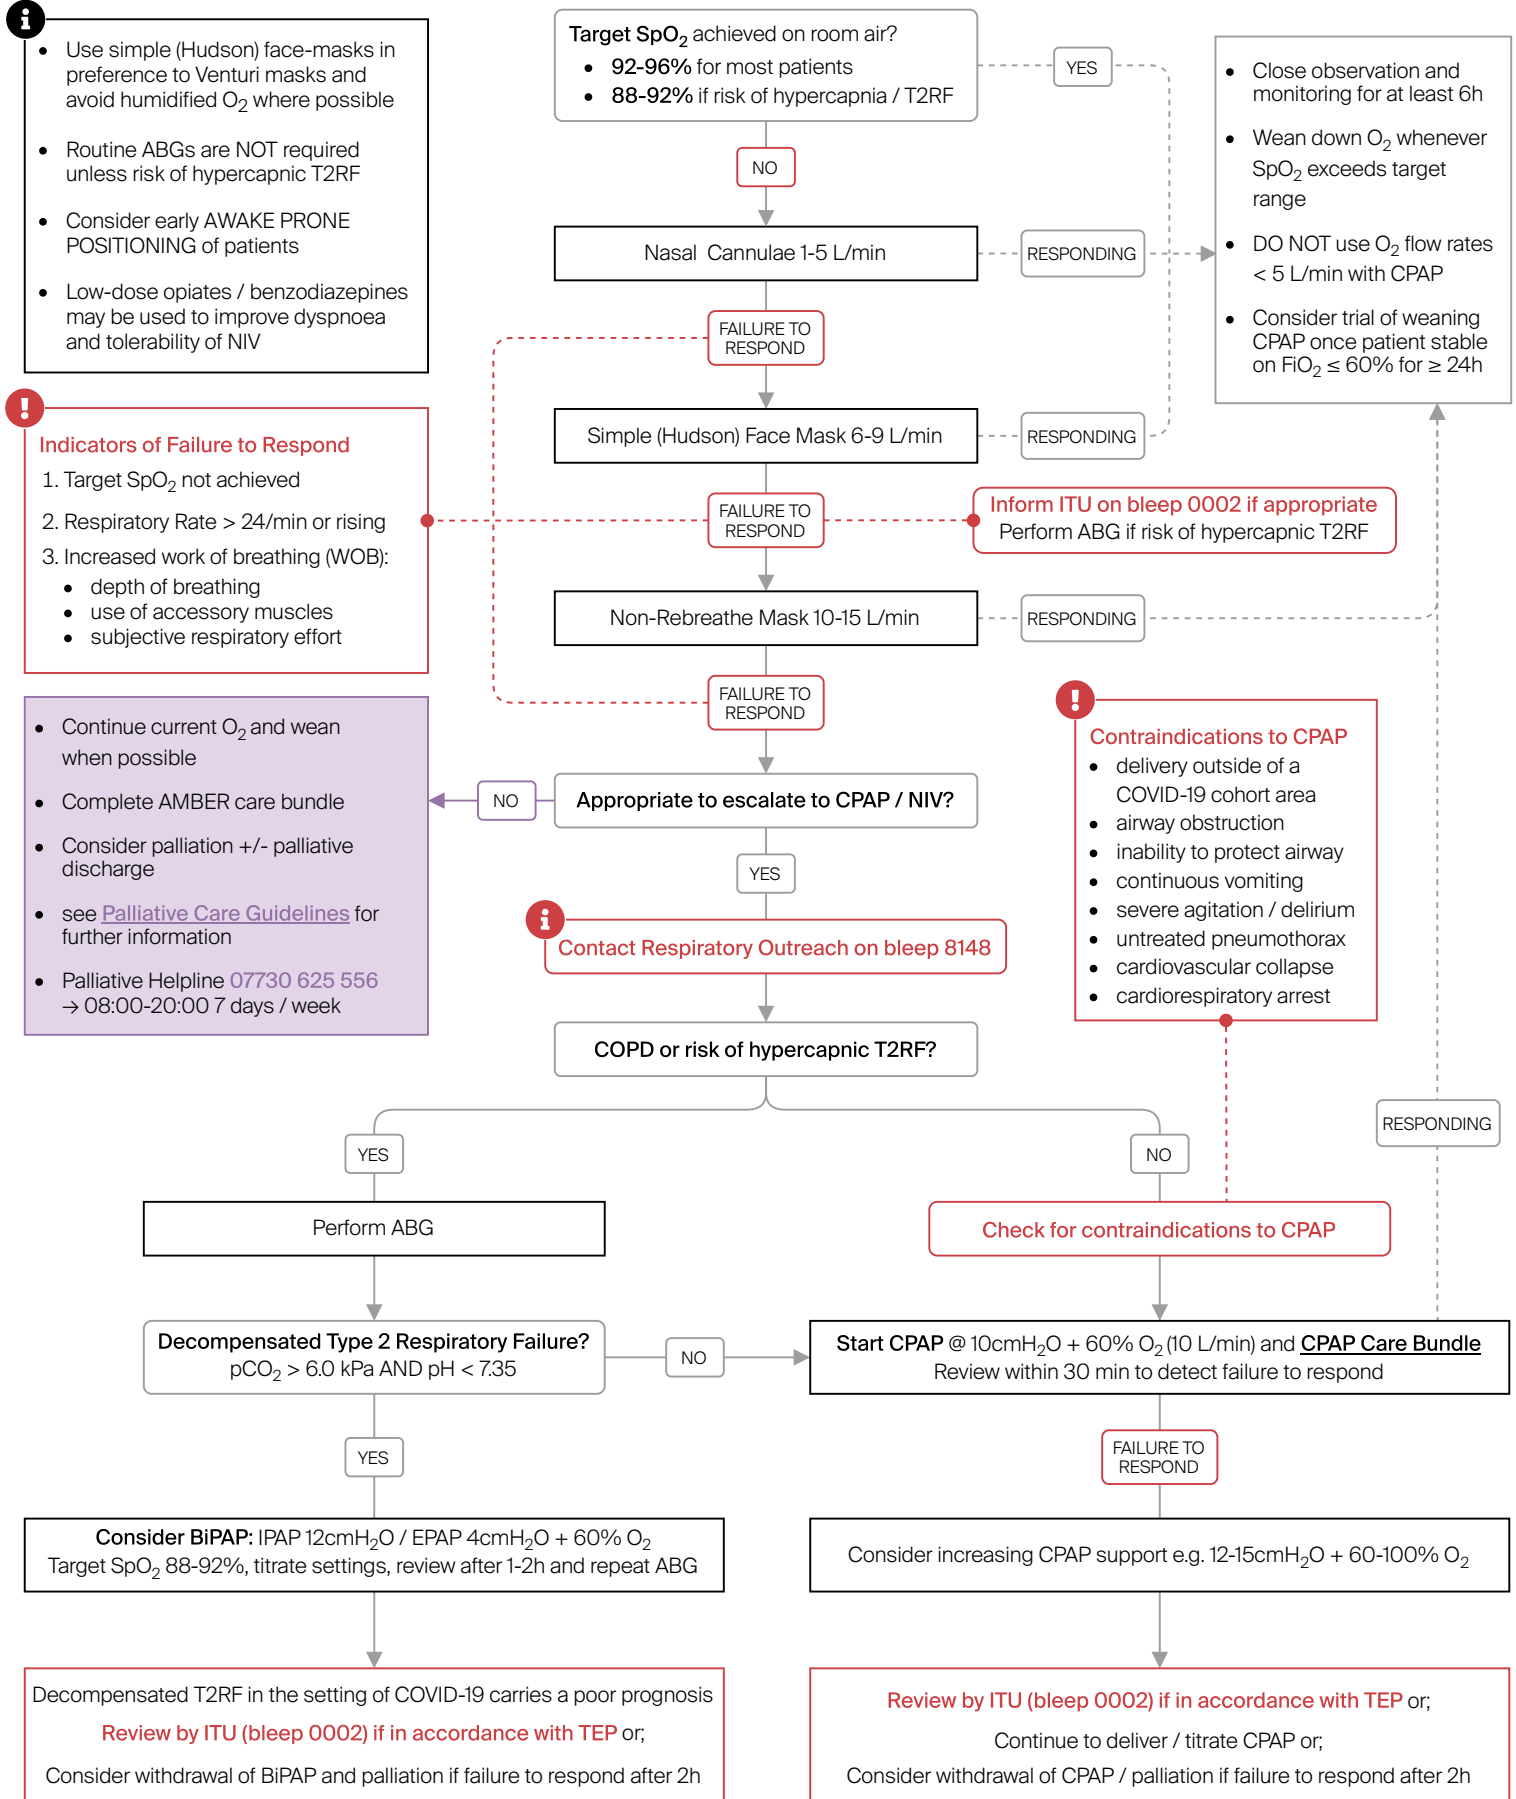 Use simple (Hudson) face-masks in
preference to Venturi masks and
avoid humidified O2 where possible
Routine ABGs are NOT required
unless risk of hypercapnic T2RF
Consider early AWAKE PRONE
POSITIONING of patients
Low-dose opiates / benzodiazepines
may be used to improve dyspnoea
and tolerability of NIV
Target SpO2 achieved on room air?
92-96% for most patients
88-92% if risk of hypercapnia / T2RF
YES
Close observation and
monitoring for at least 6h
Wean down O2 whenever
SpO2 exceeds target
range
DO NOT use O2 flow rates
< 5 L/min with CPAP
Consider trial of weaning
CPAP once patient stable
on FiO2 ≤ 60% for ≥ 24h
NO
Nasal Cannulae 1-5 L/min
RESPONDING
FAILURE TO
RESPOND
Simple (Hudson) Face Mask 6-9 L/min
RESPONDING
Indicators of Failure to Respond
1. Target SpO2 not achieved
2. Respiratory Rate > 24/min or rising
3. Increased work of breathing (WOB):
depth of breathing
use of accessory muscles
subjective respiratory effort
FAILURE TO
RESPOND
Inform ITU on bleep 0002 if appropriate
Perform ABG if risk of hypercapnic T2RF
Non-Rebreathe Mask 10-15 L/min
RESPONDING
FAILURE TO
RESPOND
Continue current O2 and wean
when possible
Complete AMBER care bundle
Consider palliation +/- palliative
discharge
see Palliative Care Guidelines for
further information
Palliative Helpline 07730 625 556
→ 08:00-20:00 7 days / week
NO
Appropriate to escalate to CPAP / NIV?
YES
Contact Respiratory Outreach on bleep 8148
Contraindications to CPAP
delivery outside of a
COVID-19 cohort area
airway obstruction
inability to protect airway
continuous vomiting
severe agitation / delirium
untreated pneumothorax
cardiovascular collapse
cardiorespiratory arrest
COPD or risk of hypercapnic T2RF?
RESPONDING
YES
NO
Perform ABG
Check for contraindications to CPAP
Decompensated Type 2 Respiratory Failure?
pCO2 > 6.0 kPa AND pH < 7.35
NO
Start CPAP @ 10cmH2O + 60% O2 (10 L/min) and CPAP Care Bundle
Review within 30 min to detect failure to respond
YES
FAILURE TO
RESPOND
Consider BiPAP: IPAP 12cmH2O / EPAP 4cmH2O + 60% O2
Target SpO2 88-92%, titrate settings, review after 1-2h and repeat ABG
Consider increasing CPAP support e.g. 12-15cmH2O + 60-100% O2
Decompensated T2RF in the setting of COVID-19 carries a poor prognosis
Review by ITU (bleep 0002) if in accordance with TEP or;
Consider withdrawal of BiPAP and palliation if failure to respond after 2h
Review by ITU (bleep 0002) if in accordance with TEP or;
Continue to deliver / titrate CPAP or;
Consider withdrawal of CPAP / palliation if failure to respond after 2h